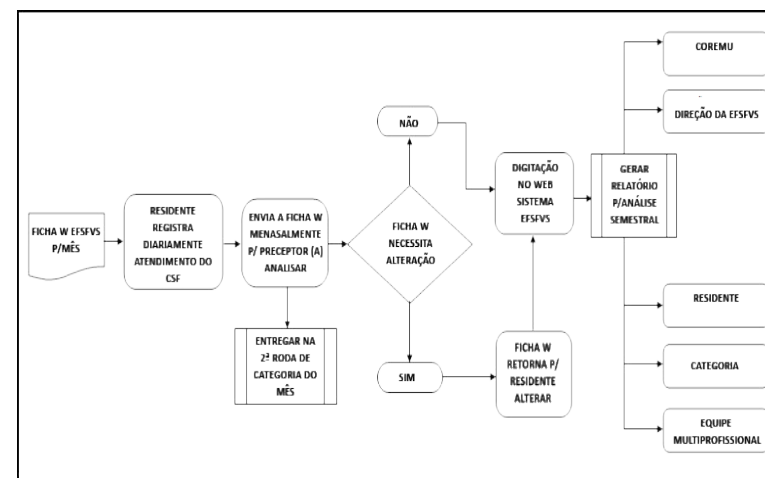 FICHA W EFSFVS
P/MÊS
RESIDENTE
REGISTRA
DIARIAMENTE
ATENDIMENTO DO
CSF
ENVIA A FICHA W
MENASALMENTE
P/ PRECEPTOR (A)
ANALISAR
ENTREGAR NA
2ª RODA DE
CATEGORIA DO
MÊS
FICHA W
NECESSITA
ALTERAÇÃO
NÃO
SIM
FICHA W
RETORNA P/
RESIDENTE
ALTERAR
DIGITAÇÃO
NO WEB
SISTEMA
EFSFVS
GERAR
RELATÓRIO
P/ANÁLISE
SEMESTRAL
COREMU
DIREÇÃO DA EFSFVS
RESIDENTE
CATEGORIA
EQUIPE
MULTIPROFISSIONAL